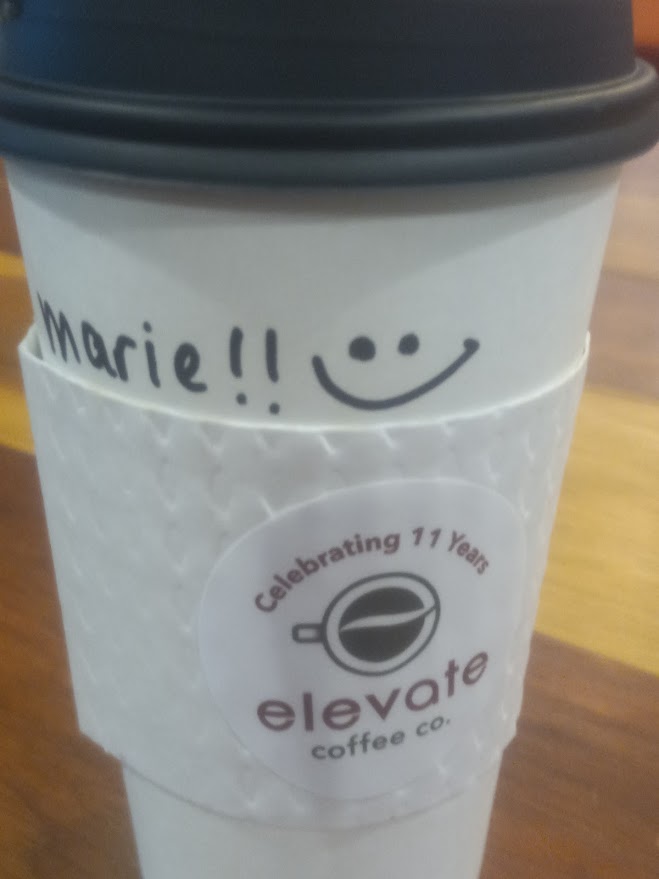 marie!!
Celebrating 11 Years
elevate
coffee co.